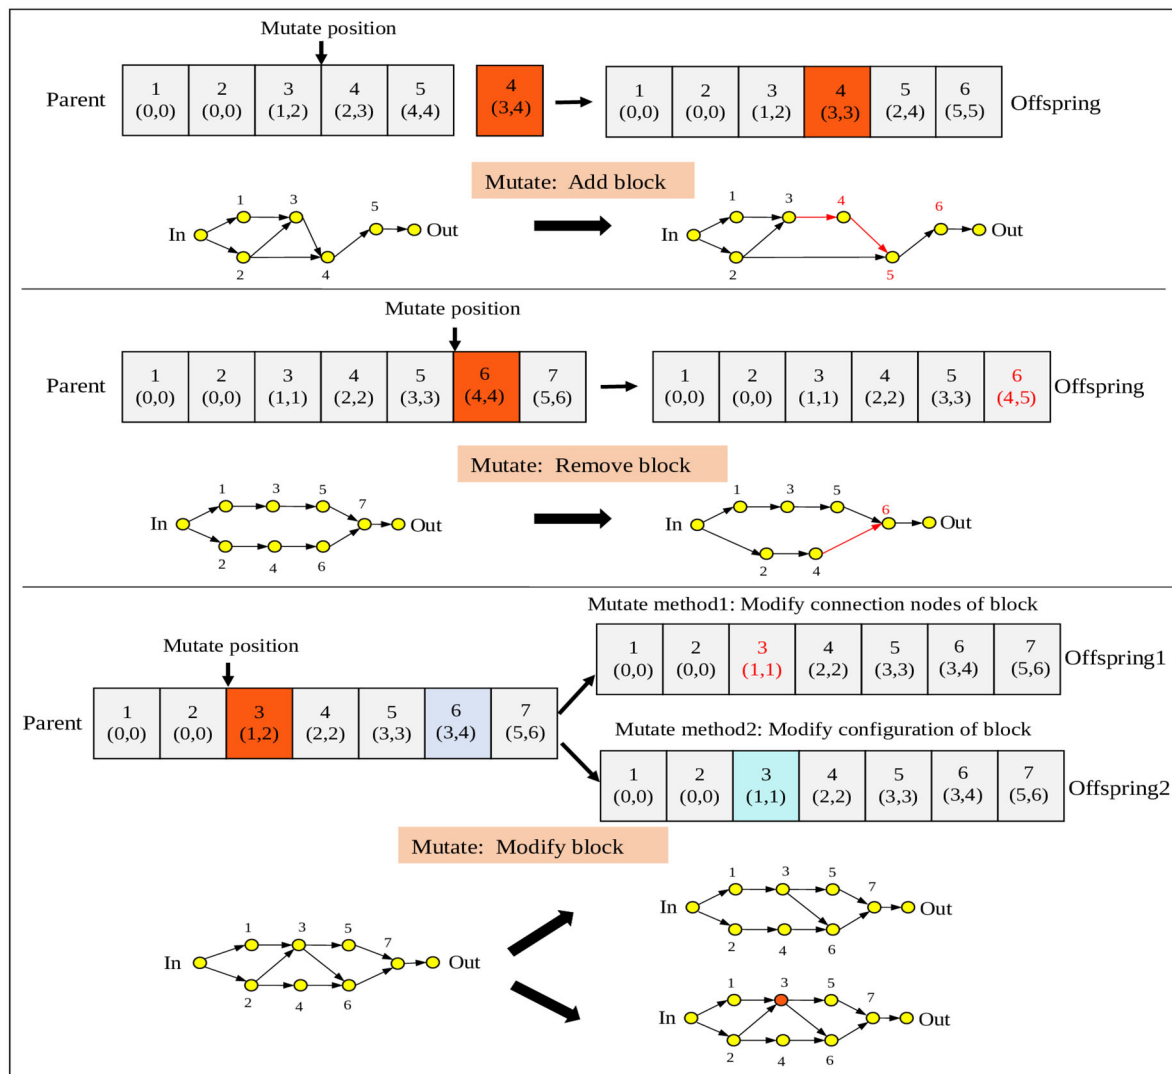 Mutate position
Parent
1 2 3 4 5
(0,0) (0,0) (1,2) (2,3) (4,4)
4
(3,4)
1 2 3 4 5 6
(0,0) (0,0) (1,2) (3,3) (2,4) (5,5)
Offspring
Mutate: Add block
1 3 5
In Out
2 4
1 3 4 6
In Out
2 5
Mutate position
Parent
1 2 3 4 5 6 7
(0,0) (0,0) (1,1) (2,2) (3,3) (4,4) (5,6)
1 2 3 4 5 6
(0,0) (0,0) (1,1) (2,2) (3,3) (4,5)
Offspring
Mutate: Remove block
1 3 5 7
In Out
2 4 6
1 3 5 6
In Out
2 4
Mutate method1: Modify connection nodes of block
1 2 3 4 5 6 7
(0,0) (0,0) (1,1) (2,2) (3,3) (3,4) (5,6)
Offspring1
Mutate position
Parent
1 2 3 4 5 6 7
(0,0) (0,0) (1,2) (2,2) (3,3) (3,4) (5,6)
Mutate method2: Modify configuration of block
1 2 3 4 5 6 7
(0,0) (0,0) (1,1) (2,2) (3,3) (3,4) (5,6)
Offspring2
Mutate: Modify block
1 3 5 7
In Out
2 4 6
1 3 5 7
In Out
2 4 6
1 3 5 7
In Out
2 4 6